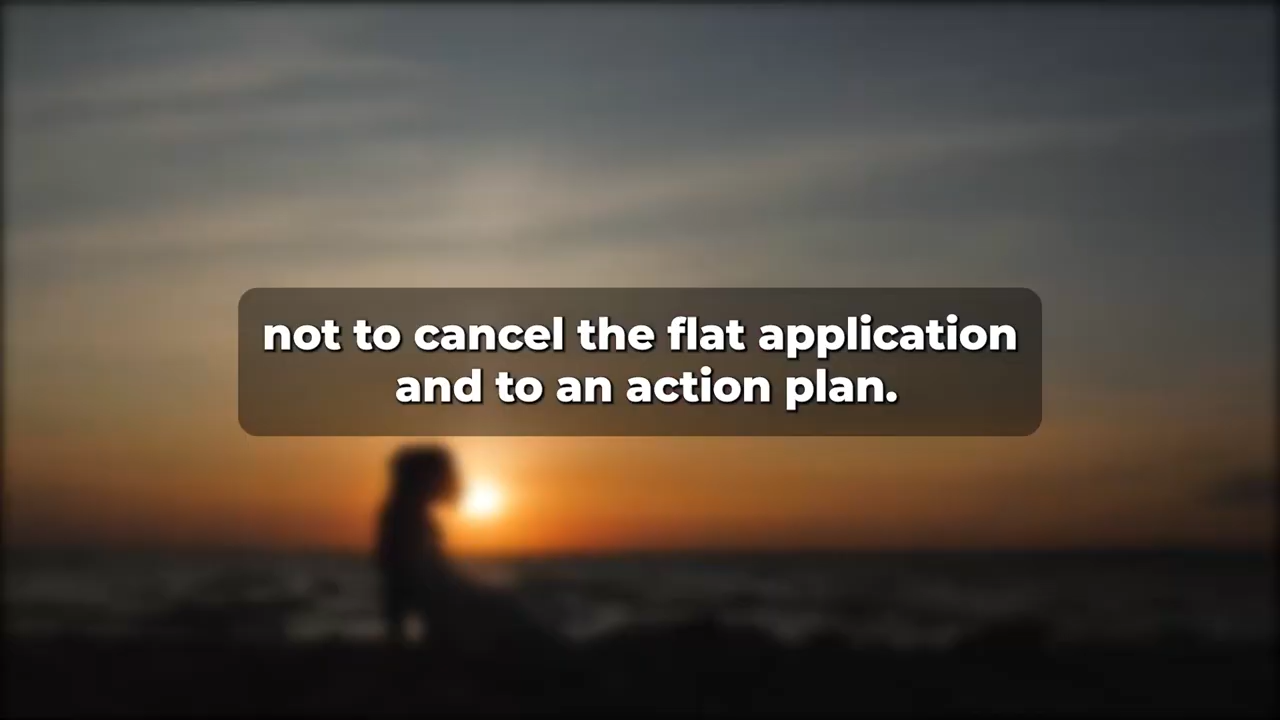 not to cancel the flat application
and to an action plan.